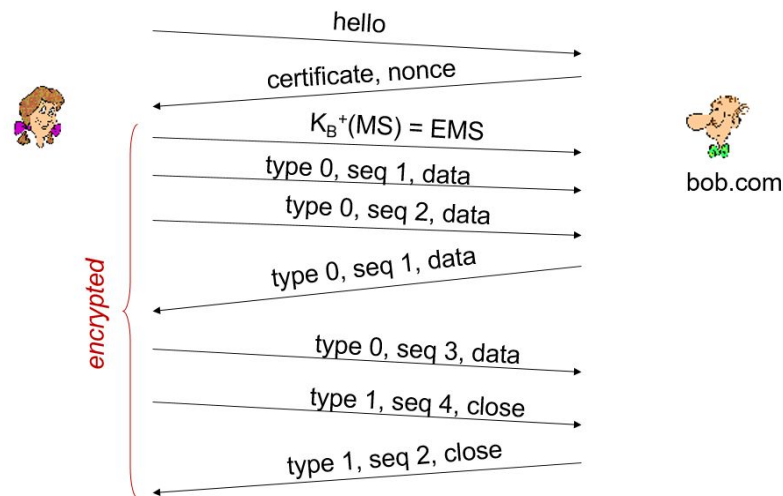 hello
certificate, nonce
K_B⁺(MS) = EMS
type 0, seq 1, data
type 0, seq 2, data
bob.com
type 0, seq 1, data
encrypted
type 0, seq 3, data
type 1, seq 4, close
type 1, seq 2, close